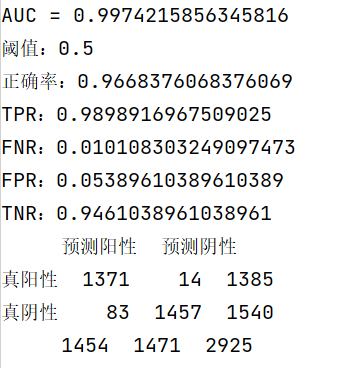 AUC = 0.9974215856345816
阈值：0.5
正确率：0.9668376068376069
TPR：0.9898916967509025
FNR：0.010108303249097473
FPR：0.05389610389610389
TNR：0.9461038961038961
预测阳性 预测阴性
真阳性 1371 14 1385
真阴性 83 1457 1540
1454 1471 2925